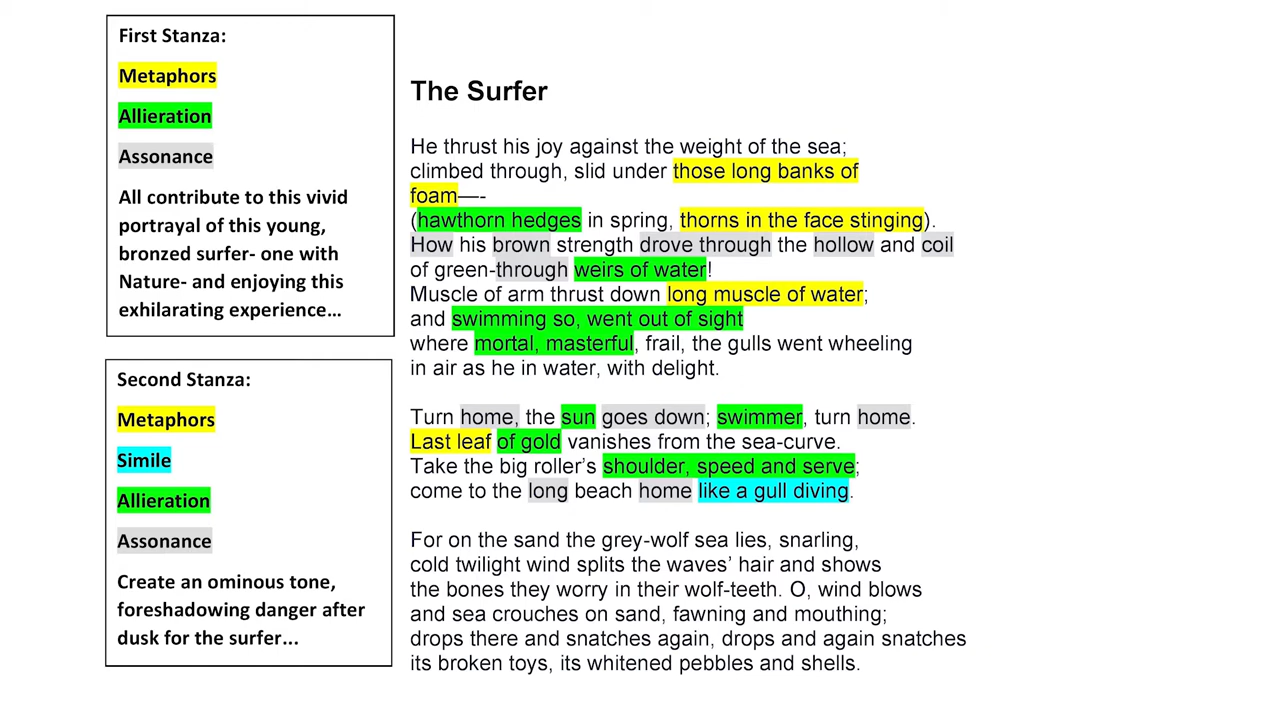 First Stanza:
Metaphors
Allieration
Assonance
All contribute to this vivid
portrayal of this young,
bronzed surfer- one with
Nature- and enjoying this
exhilarating experience…
Second Stanza:
Metaphors
Simile
Allieration
Assonance
Create an ominous tone,
foreshadowing danger after
dusk for the surfer...
The Surfer
He thrust his joy against the weight of the sea;
climbed through, slid under those long banks of
foam—-
(hawthorn hedges in spring, thorns in the face stinging).
How his brown strength drove through the hollow and coil
of green-through weirs of water!
Muscle of arm thrust down long muscle of water;
and swimming so, went out of sight
where mortal, masterful, frail, the gulls went wheeling
in air as he in water, with delight.
Turn home, the sun goes down; swimmer, turn home.
Last leaf of gold vanishes from the sea-curve.
Take the big roller’s shoulder, speed and serve;
come to the long beach home like a gull diving.
For on the sand the grey-wolf sea lies, snarling,
cold twilight wind splits the waves’ hair and shows
the bones they worry in their wolf-teeth. O, wind blows
and sea crouches on sand, fawning and mouthing;
drops there and snatches again, drops and again snatches
its broken toys, its whitened pebbles and shells.